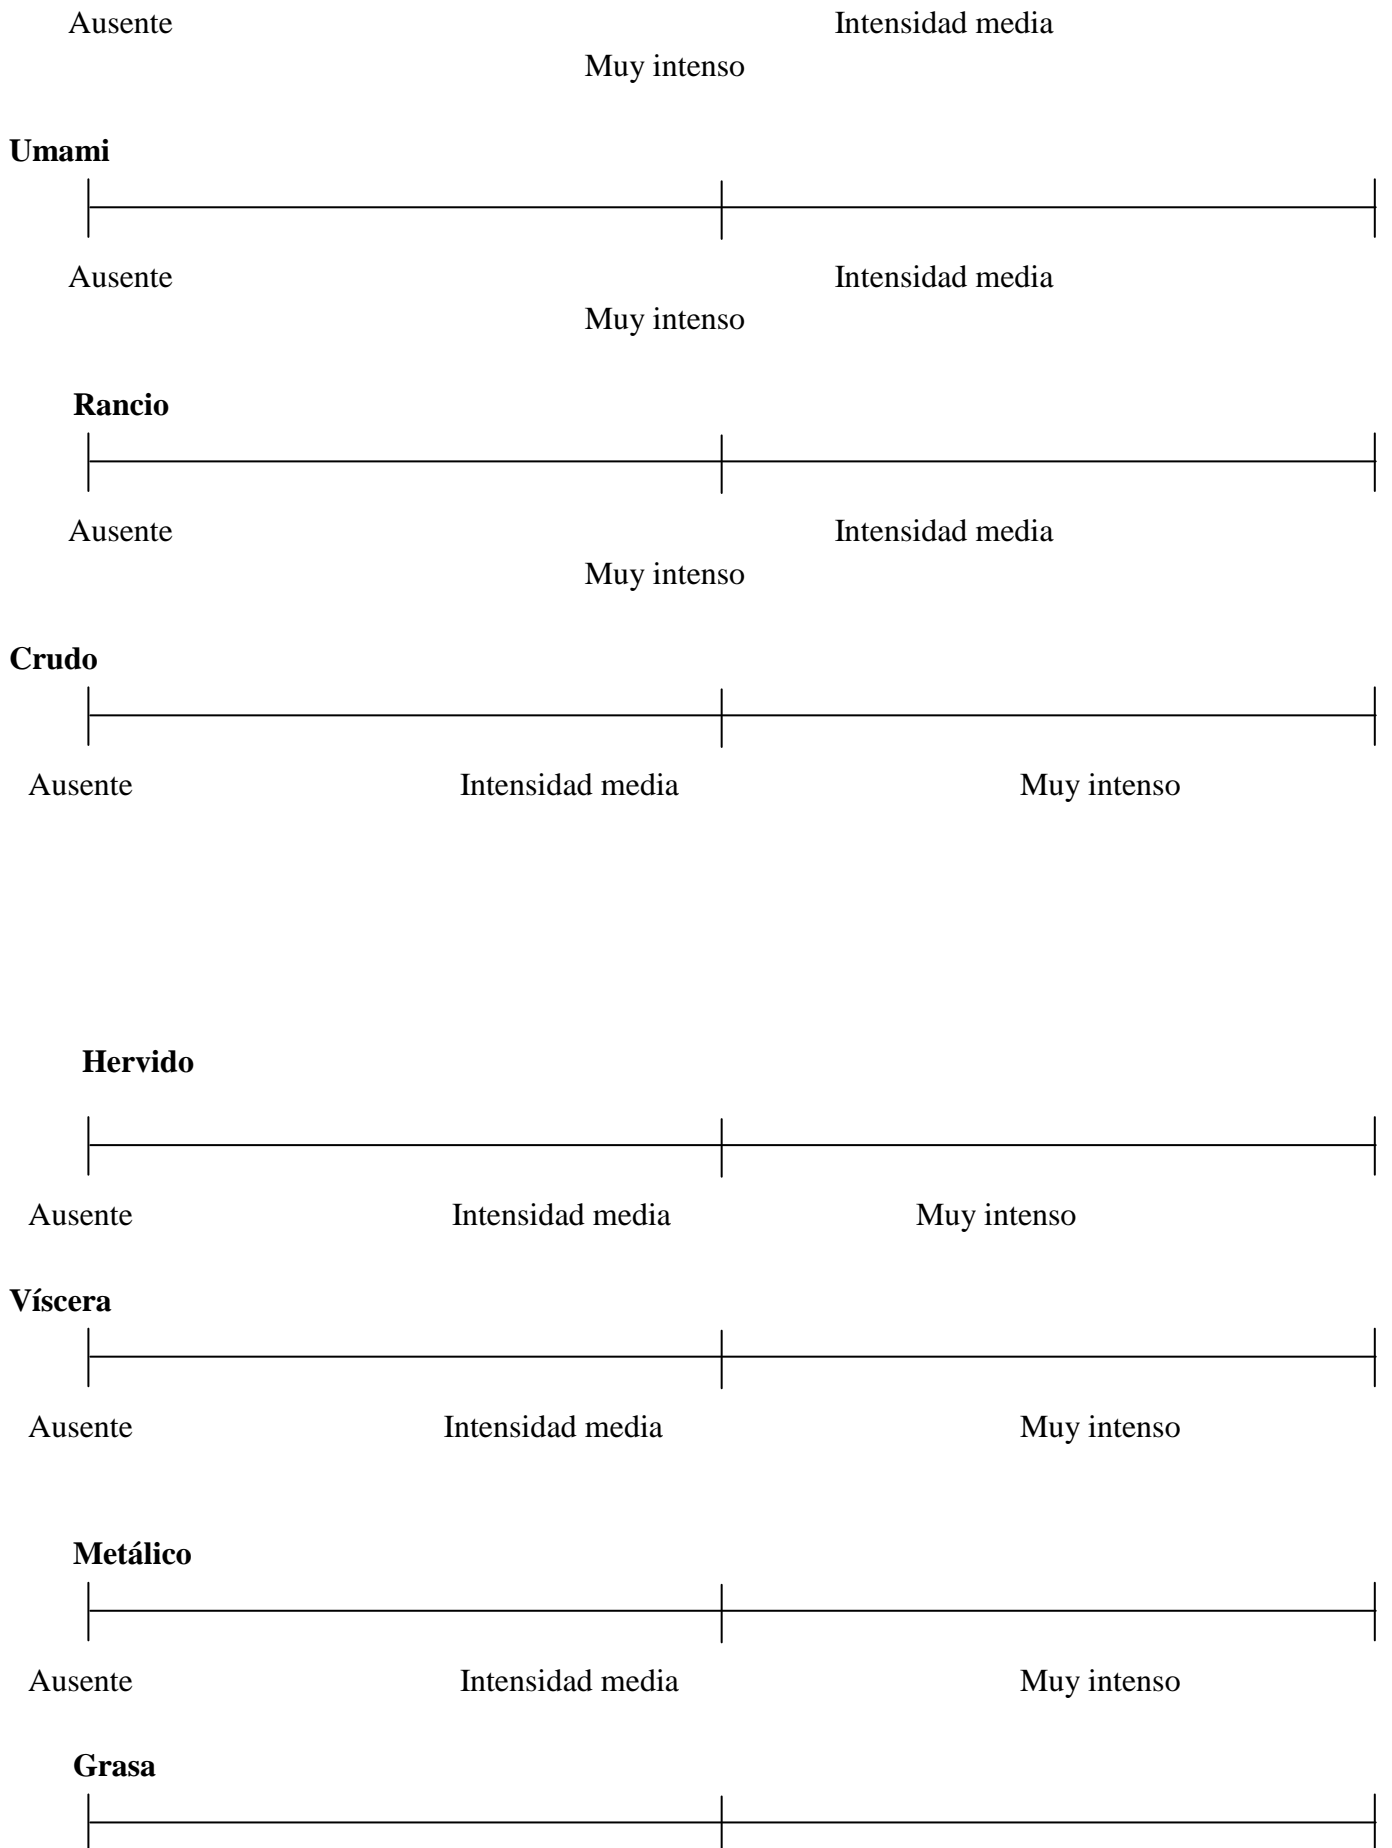 Ausente Intensidad media
Muy intenso
Umami
Ausente Intensidad media
Muy intenso
Rancio
Ausente Intensidad media
Muy intenso
Crudo
Ausente Intensidad media Muy intenso
Hervido
Ausente Intensidad media Muy intenso
Víscera
Ausente Intensidad media Muy intenso
Metálico
Ausente Intensidad media Muy intenso
Grasa